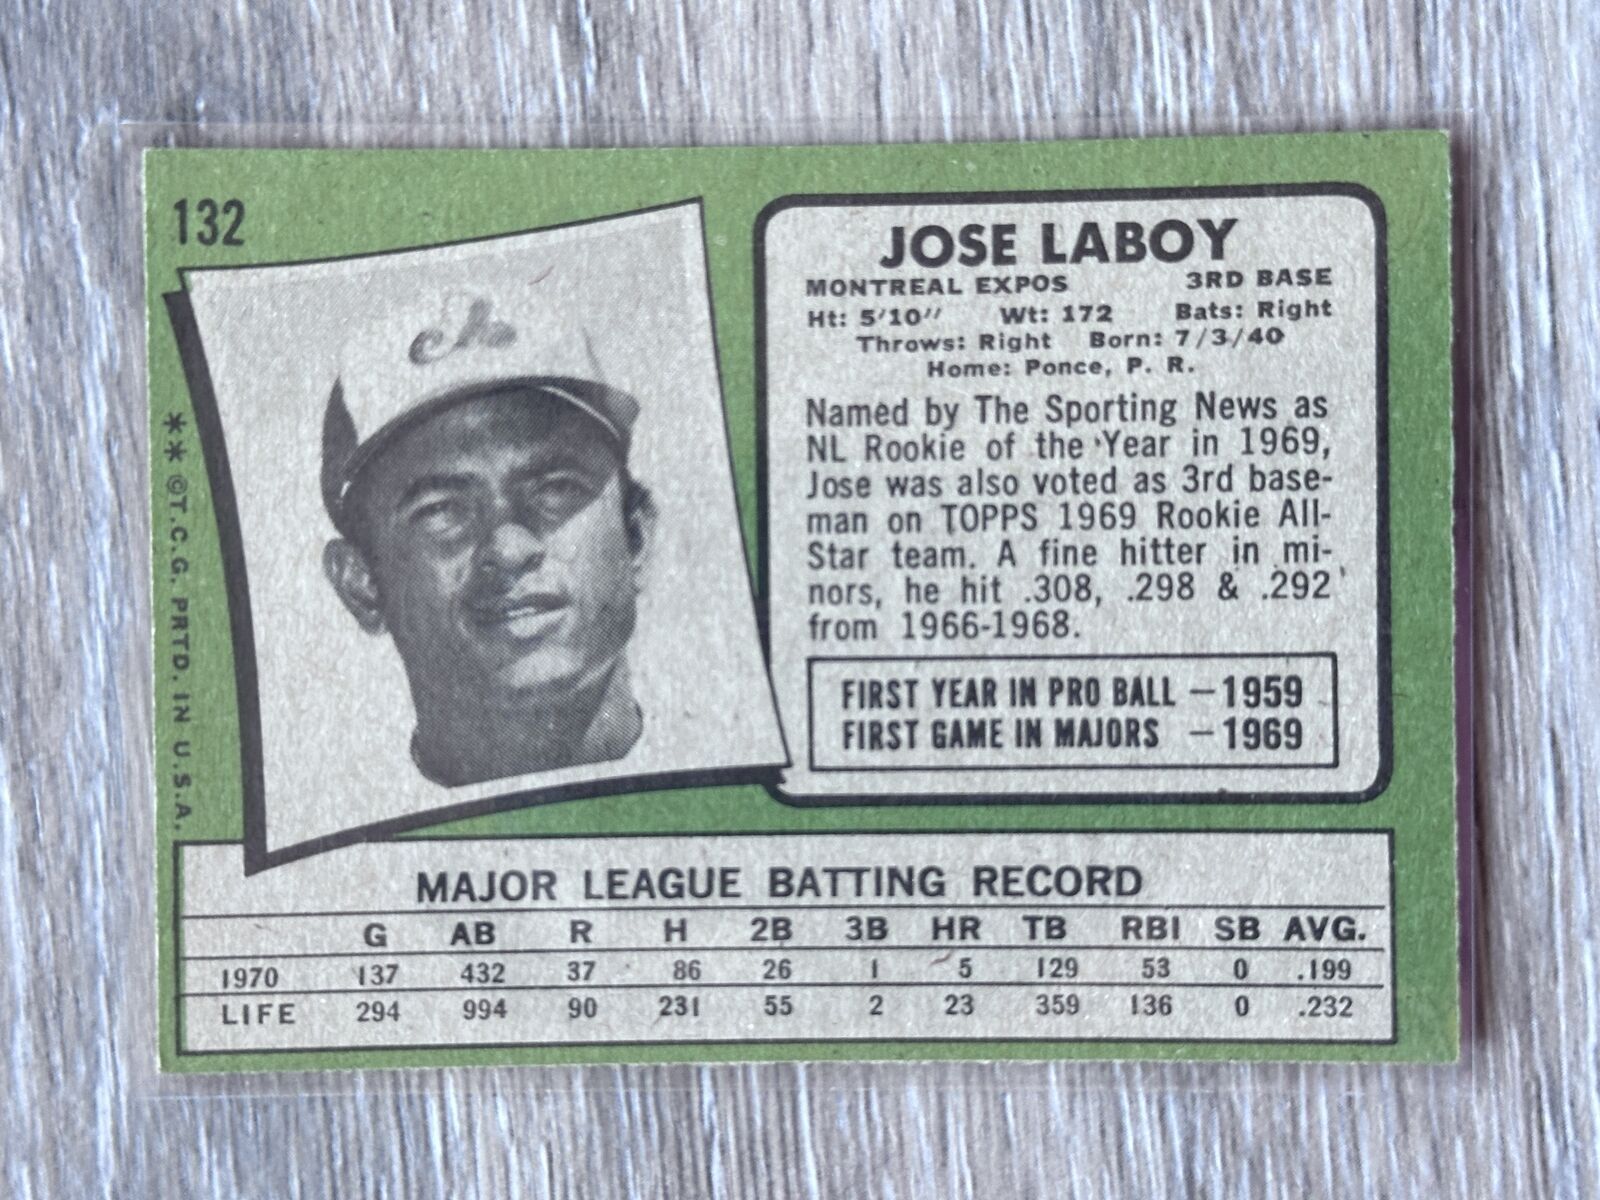 132
JOSE LABOY
MONTREAL EXPOS 3RD BASE
Ht: 5'10" Wt: 172 Bats: Right
Throws: Right Born: 7/3/40
Home: Ponce, P. R.
Named by The Sporting News as
NL Rookie of the Year in 1969,
Jose was also voted as 3rd base-
man on TOPPS 1969 Rookie All-
Star team. A fine hitter in mi-
nors, he hit .308, .298 & .292
from 1966-1968.
FIRST YEAR IN PRO BALL — 1959
FIRST GAME IN MAJORS — 1969
**©T.C.G. PRTD. IN U.S.A.
MAJOR LEAGUE BATTING RECORD
G AB R H 2B 3B HR TB RBI SB AVG.
1970 137 432 37 86 26 1 5 129 53 0 .199
LIFE 294 994 90 231 55 2 23 359 136 0 .232